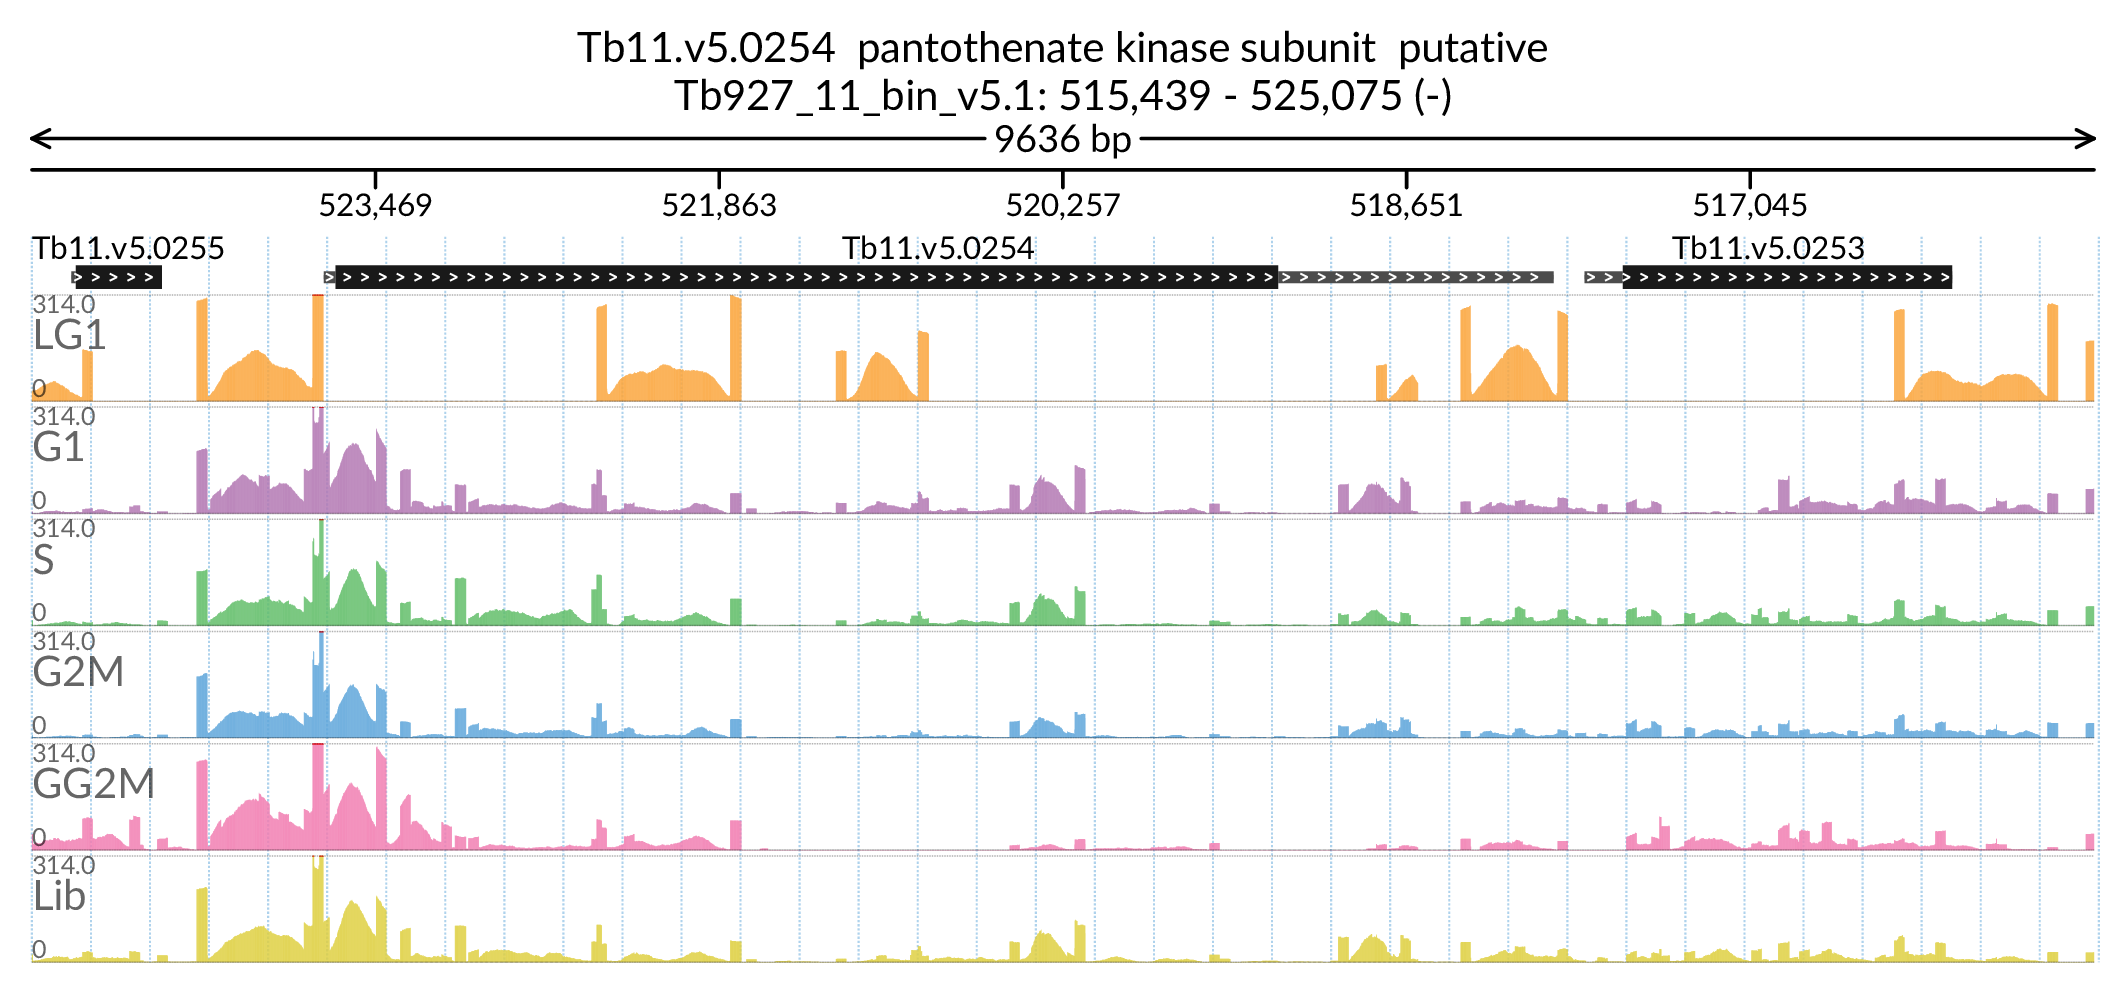 Tb11.v5.0254 pantothenate kinase subunit putative
Tb927_11_bin_v5.1: 515,439 - 525,075 (-)
9636 bp
523,469 521,863 520,257 518,651 517,045
Tb11.v5.0255 Tb11.v5.0254 Tb11.v5.0253
314.0
LG1
0
314.0
G1
0
314.0
S
0
314.0
G2M
0
314.0
GG2M
0
314.0
Lib
0